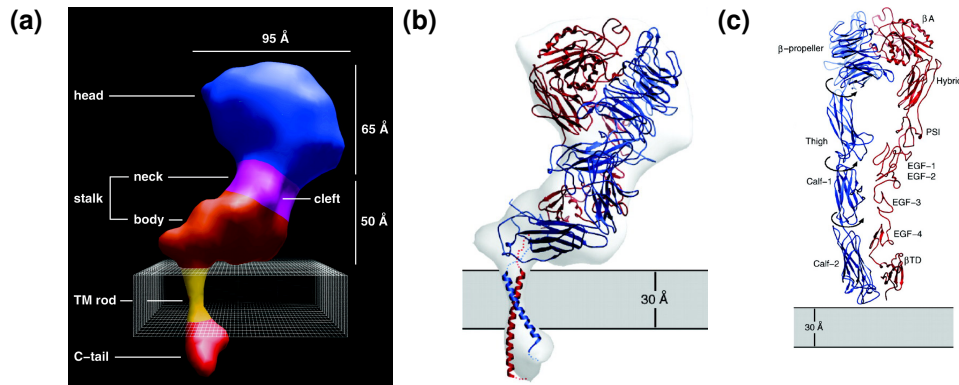 (a)
95 Å
head
65 Å
neck
stalk
cleft
body
50 Å
TM rod
C-tail
(b)
30 Å
(c)
βA
β-propeller
Hybrid
PSI
Thigh
EGF-1
EGF-2
Calf-1
EGF-3
EGF-4
Calf-2
βTD
30 Å